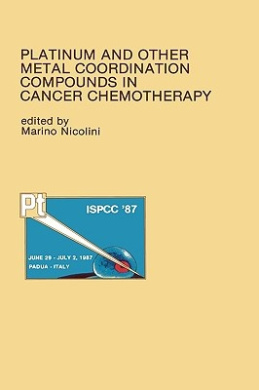 PLATINUM AND OTHER
METAL COORDINATION
COMPOUNDS IN
CANCER CHEMOTHERAPY
edited by
Marino Nicolini
Pt
ISPCC '87
JUNE 29 - JULY 2, 1987
PADUA - ITALY